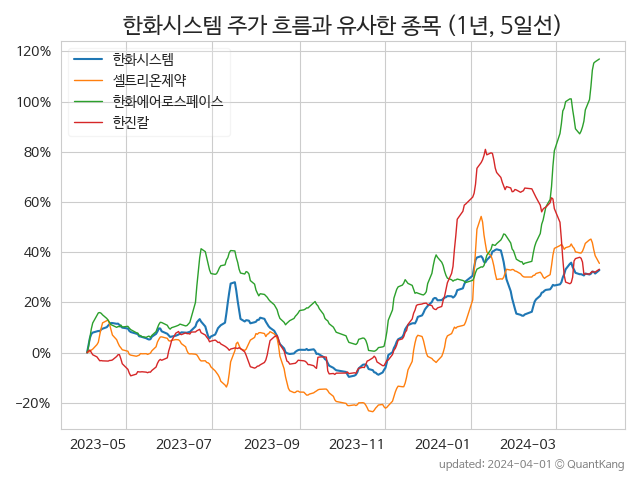 한화시스템 주가 흐름과 유사한 종목 (1년, 5일선)
한화시스템
셀트리온제약
한화에어로스페이스
한진칼
120%
100%
80%
60%
40%
20%
0%
−20%
2023-05 2023-07 2023-09 2023-11 2024-01 2024-03
updated: 2024-04-01 © QuantKang